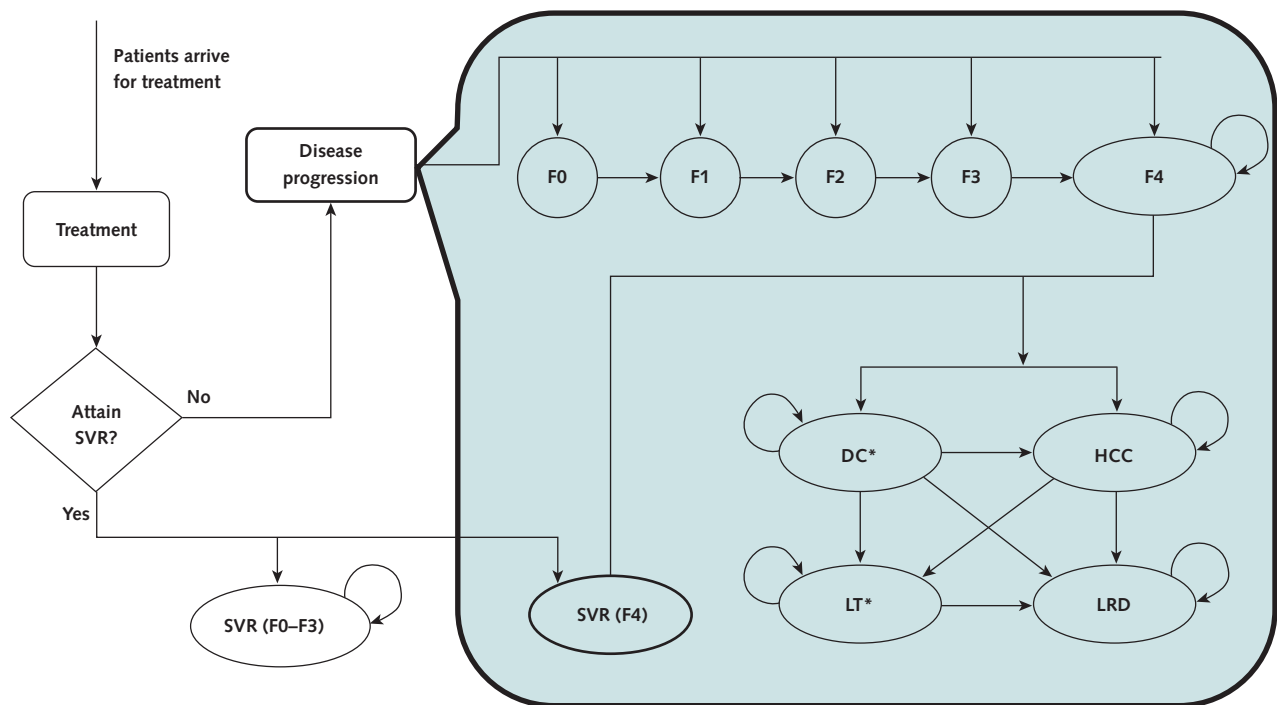 Patients arrive
for treatment
Disease
progression
F0
F1
F2
F3
F4
Treatment
Attain
SVR?
No
Yes
DC*
HCC
SVR (F0–F3)
SVR (F4)
LT*
LRD